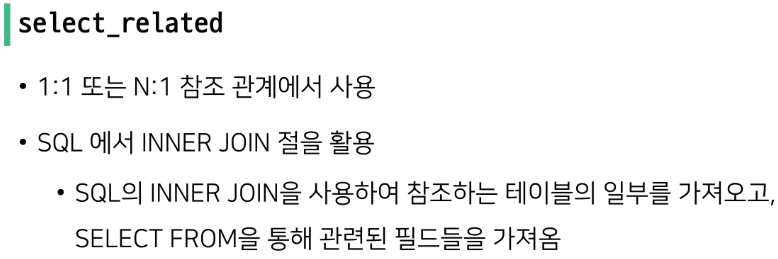 select_related
• 1:1 또는 N:1 참조 관계에서 사용
• SQL 에서 INNER JOIN 절을 활용
• SQL의 INNER JOIN을 사용하여 참조하는 테이블의 일부를 가져오고,
SELECT FROM을 통해 관련된 필드들을 가져옴